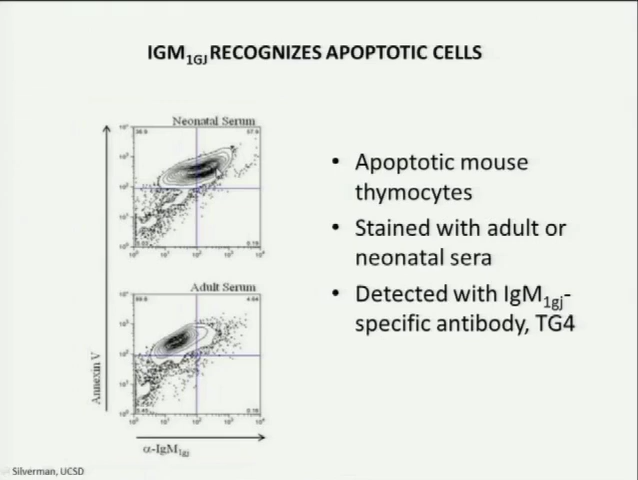 IGM1GJ RECOGNIZES APOPTOTIC CELLS
Neonatal Serum
Adult Serum
Annexin V
α-IgM1gj
• Apoptotic mouse
thymocytes
• Stained with adult or
neonatal sera
• Detected with IgM1gj-
specific antibody, TG4
Silverman, UCSD